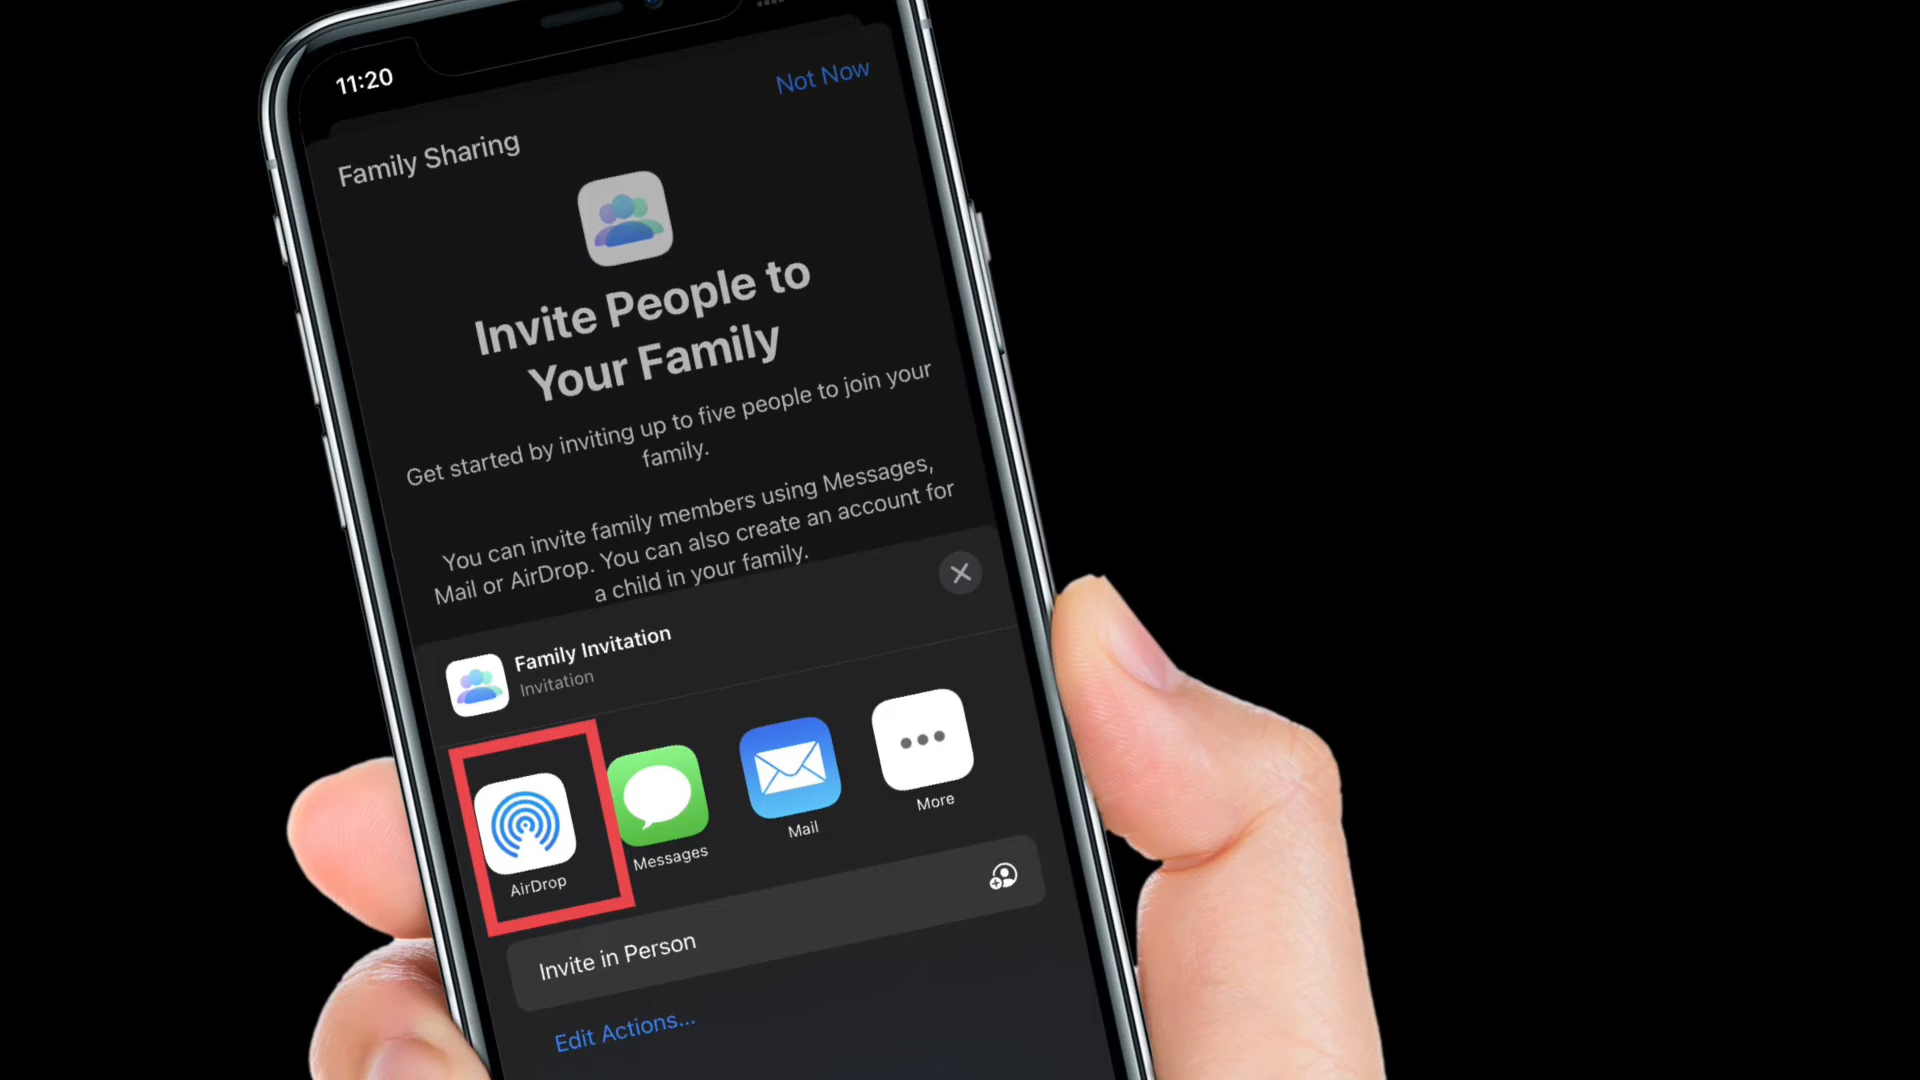 11:20
Not Now
Family Sharing
Invite People to
Your Family
Get started by inviting up to five people to join your
family.
You can invite family members using Messages,
Mail or AirDrop. You can also create an account for
a child in your family.
Family Invitation
Invitation
AirDrop
Messages
Mail
More
Invite in Person
Edit Actions...